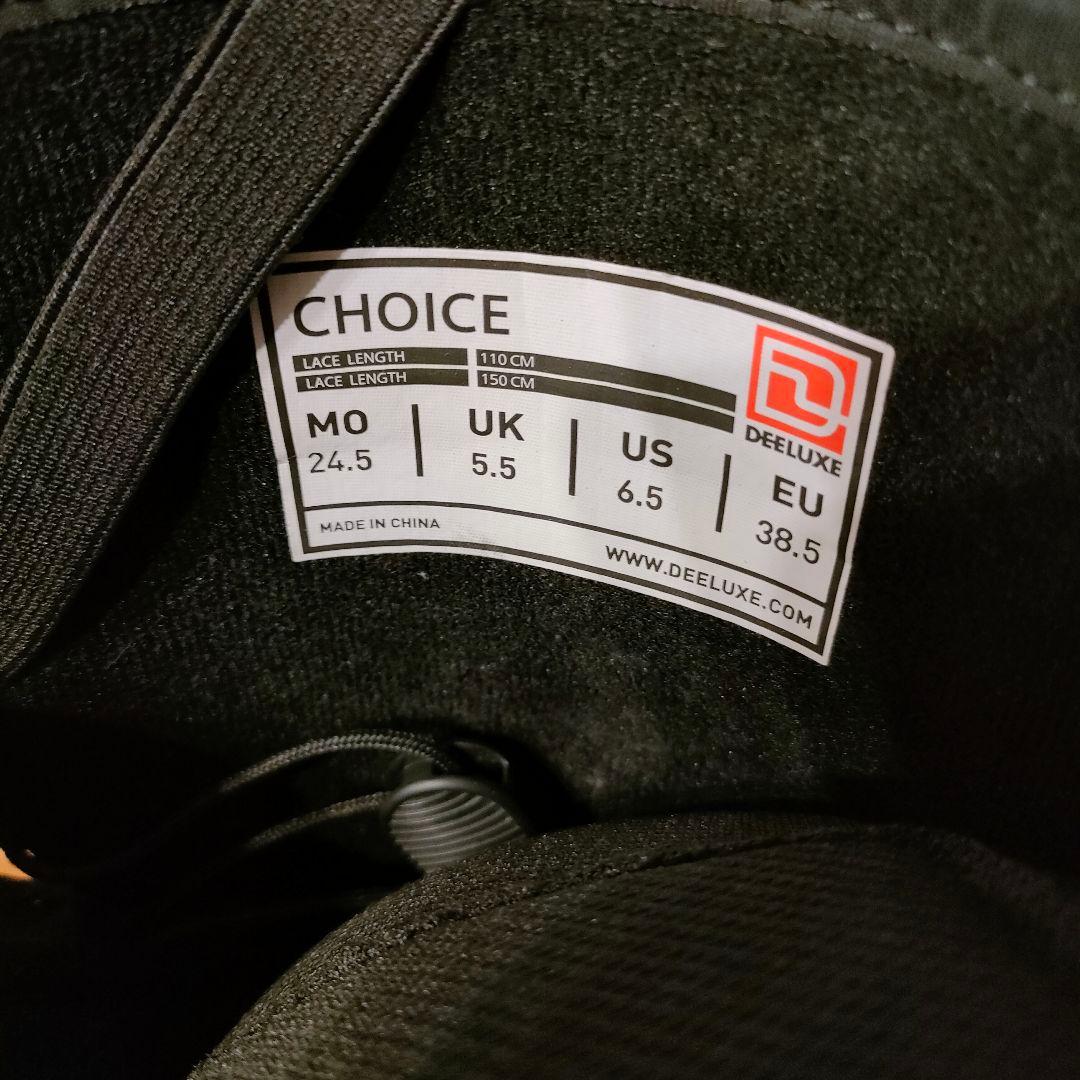 CHOICE
LACE LENGTH 110 CM
LACE LENGTH 150 CM
DEELUXE
MO UK US EU
24.5 5.5 6.5 38.5
MADE IN CHINA
WWW.DEELUXE.COM